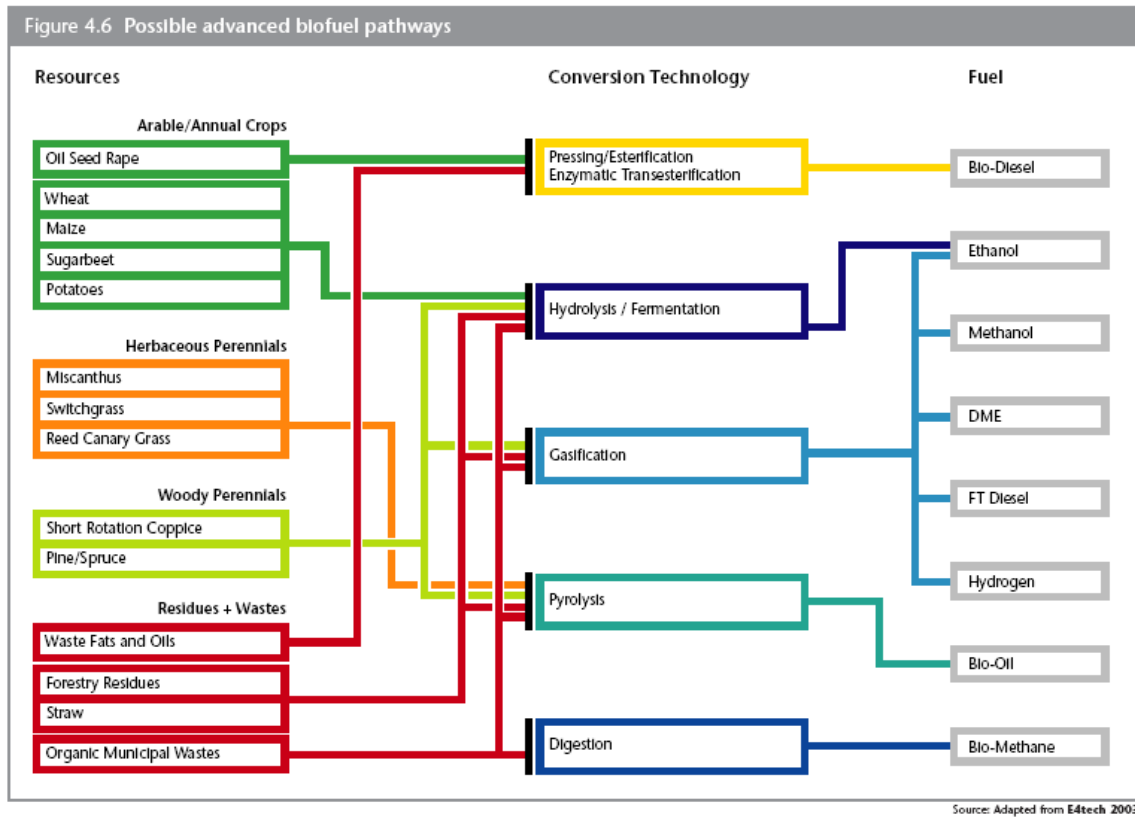 Figure 4.6 Possible advanced biofuel pathways
Resources
Conversion Technology
Fuel
Arable/Annual Crops
Oil Seed Rape
Wheat
Maize
Sugarbeet
Potatoes
Herbaceous Perennials
Miscanthus
Switchgrass
Reed Canary Grass
Woody Perennials
Short Rotation Coppice
Pine/Spruce
Residues + Wastes
Waste Fats and Oils
Forestry Residues
Straw
Organic Municipal Wastes
Pressing/Esterification
Enzymatic Transesterification
Hydrolysis / Fermentation
Gasification
Pyrolysis
Digestion
Bio-Diesel
Ethanol
Methanol
DME
FT Diesel
Hydrogen
Bio-Oil
Bio-Methane
Source: Adapted from E4tech 2003